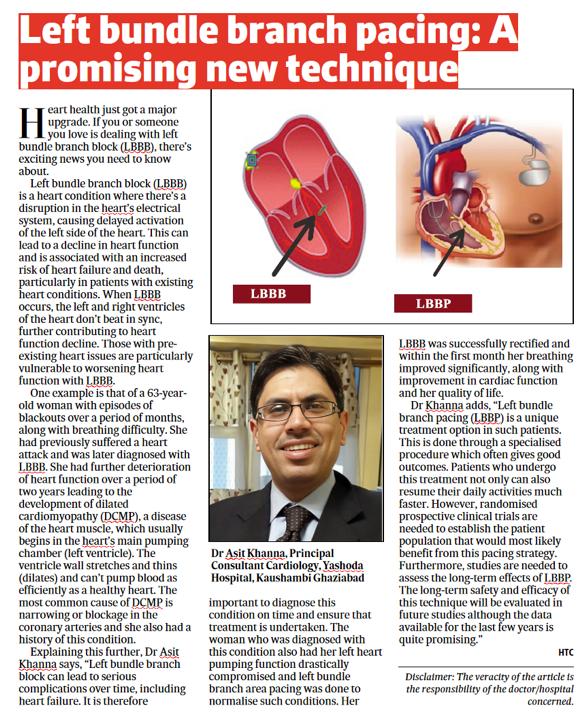 Left bundle branch pacing: A
promising new technique
Heart health just got a major
upgrade. If you or someone
you love is dealing with left
bundle branch block (LBBB), there's
exciting news you need to know
about.
Left bundle branch block (LBBB)
is a heart condition where there's a
disruption in the heart's electrical
system, causing delayed activation
of the left side of the heart. This can
lead to a decline in heart function
and is associated with an increased
risk of heart failure and death,
particularly in patients with existing
heart conditions. When LBBB
occurs, the left and right ventricles
of the heart don't beat in sync,
further contributing to heart
function decline. Those with pre-
existing heart issues are particularly
vulnerable to worsening heart
function with LBBB.
One example is that of a 63-year-
old woman with episodes of
blackouts over a period of months,
along with breathing difficulty. She
had previously suffered a heart
attack and was later diagnosed with
LBBB. She had further deterioration
of heart function over a period of
two years leading to the
development of dilated
cardiomyopathy (DCMP), a disease
of the heart muscle, which usually
begins in the heart's main pumping
chamber (left ventricle). The
ventricle wall stretches and thins
(dilates) and can't pump blood as
efficiently as a healthy heart. The
most common cause of DCMP is
narrowing or blockage in the
coronary arteries and she also had a
history of this condition.
Explaining this further, Dr Asit
Khanna says, “Left bundle branch
block can lead to serious
complications over time, including
heart failure. It is therefore
LBBB
LBBP
Dr Asit Khanna, Principal
Consultant Cardiology, Yashoda
Hospital, Kaushambi Ghaziabad
important to diagnose this
condition on time and ensure that
treatment is undertaken. The
woman who was diagnosed with
this condition also had her left heart
pumping function drastically
compromised and left bundle
branch area pacing was done to
normalise such conditions. Her
LBBB was successfully rectified and
within the first month her breathing
improved significantly, along with
improvement in cardiac function
and her quality of life.
Dr Khanna adds, “Left bundle
branch pacing (LBBP) is a unique
treatment option in such patients.
This is done through a specialised
procedure which often gives good
outcomes. Patients who undergo
this treatment not only can also
resume their daily activities much
faster. However, randomised
prospective clinical trials are
needed to establish the patient
population that would most likely
benefit from this pacing strategy.
Furthermore, studies are needed to
assess the long-term effects of LBBP.
The long-term safety and efficacy of
this technique will be evaluated in
future studies although the data
available for the last few years is
quite promising.”
HTC
Disclaimer: The veracity of the article is
the responsibility of the doctor/hospital
concerned.